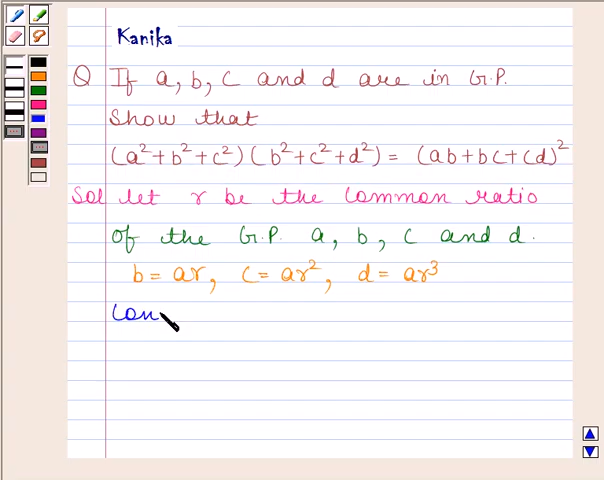 Kanika
Q If a, b, c and d are in G.P.
Show that
(a²+b²+c²)(b²+c²+d²) = (ab+bc+cd)²
Sol let r be the common ratio
of the G.P. a, b, c and d.
b = ar, c = ar², d = ar³
Con